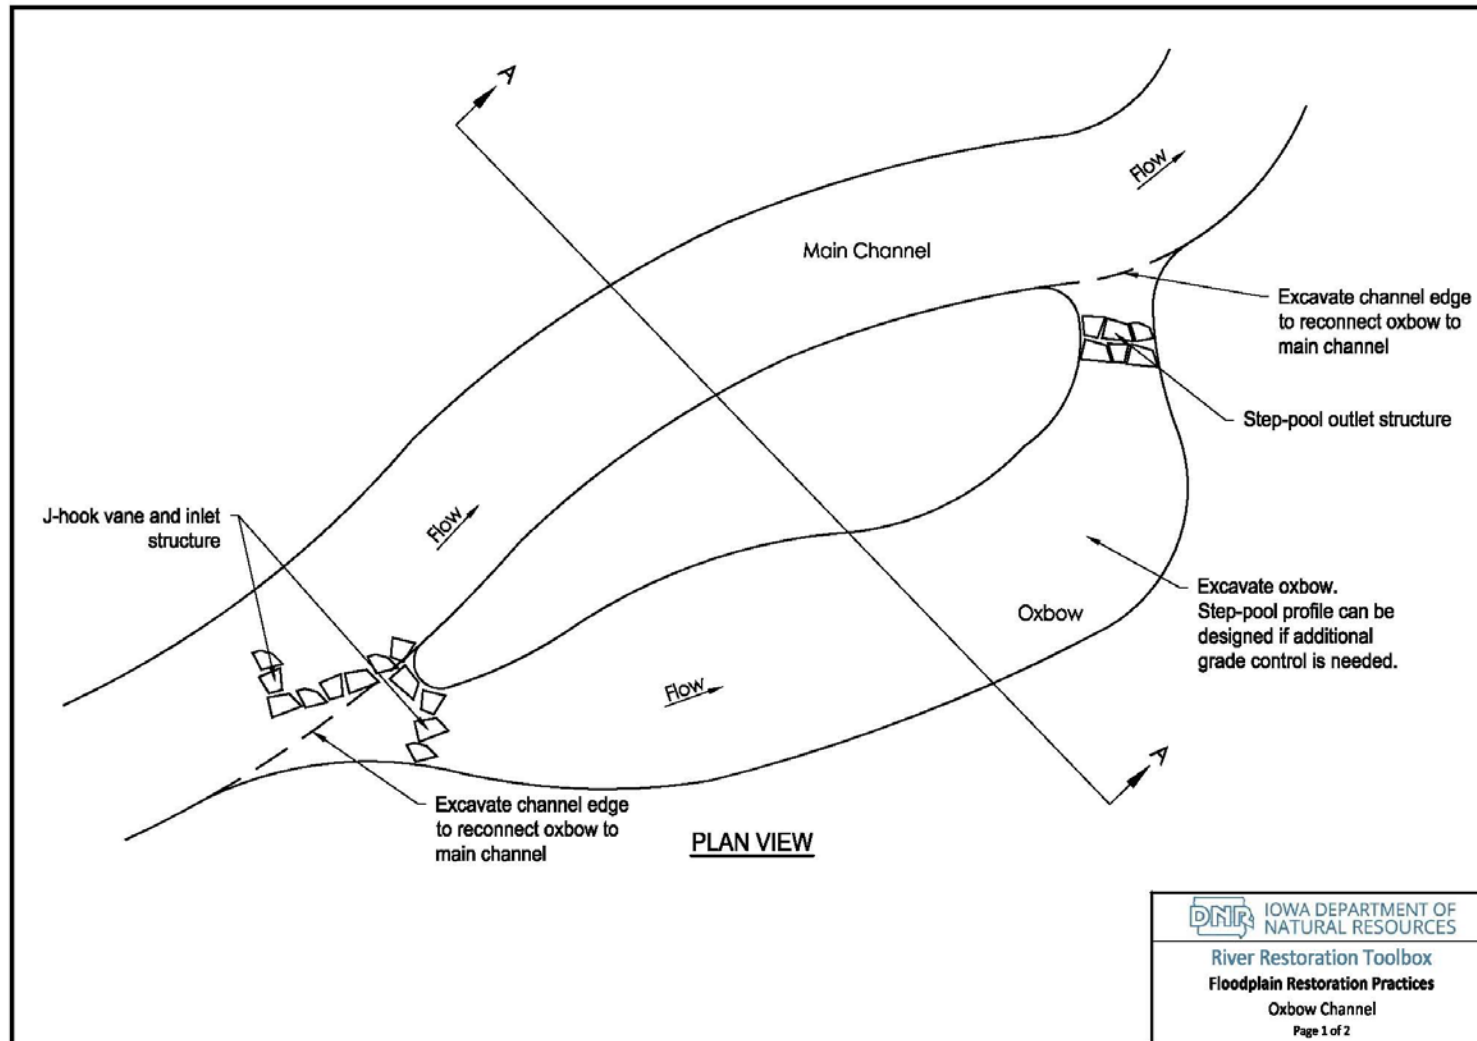 A
Flow
Main Channel
Excavate channel edge
to reconnect oxbow to
main channel
Step-pool outlet structure
J-hook vane and inlet
structure
Flow
Excavate oxbow.
Step-pool profile can be
designed if additional
grade control is needed.
Oxbow
Flow
A
Excavate channel edge
to reconnect oxbow to
main channel
PLAN VIEW
DNR
IOWA DEPARTMENT OF
NATURAL RESOURCES
River Restoration Toolbox
Floodplain Restoration Practices
Oxbow Channel
Page 1 of 2